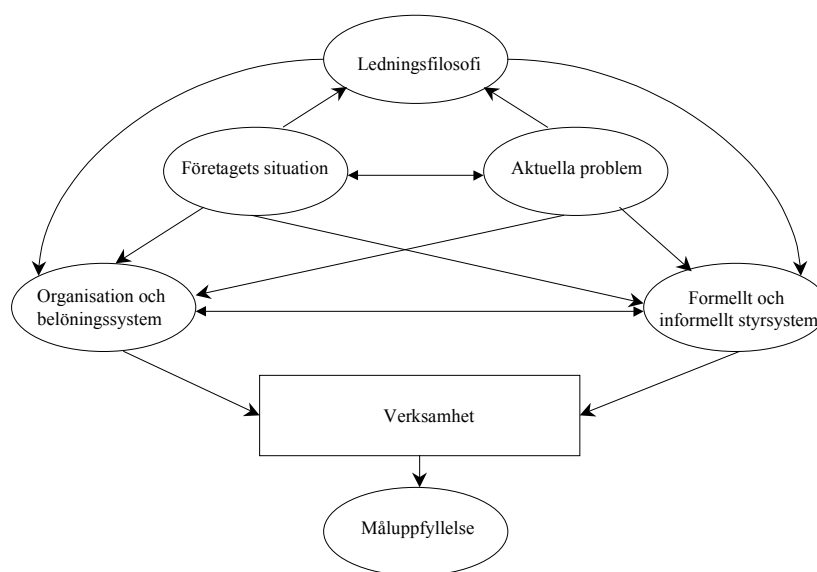 Ledningsfilosofi
Företagets situation
Aktuella problem
Organisation och
belöningssystem
Formellt och
informellt styrsystem
Verksamhet
Måluppfyllelse